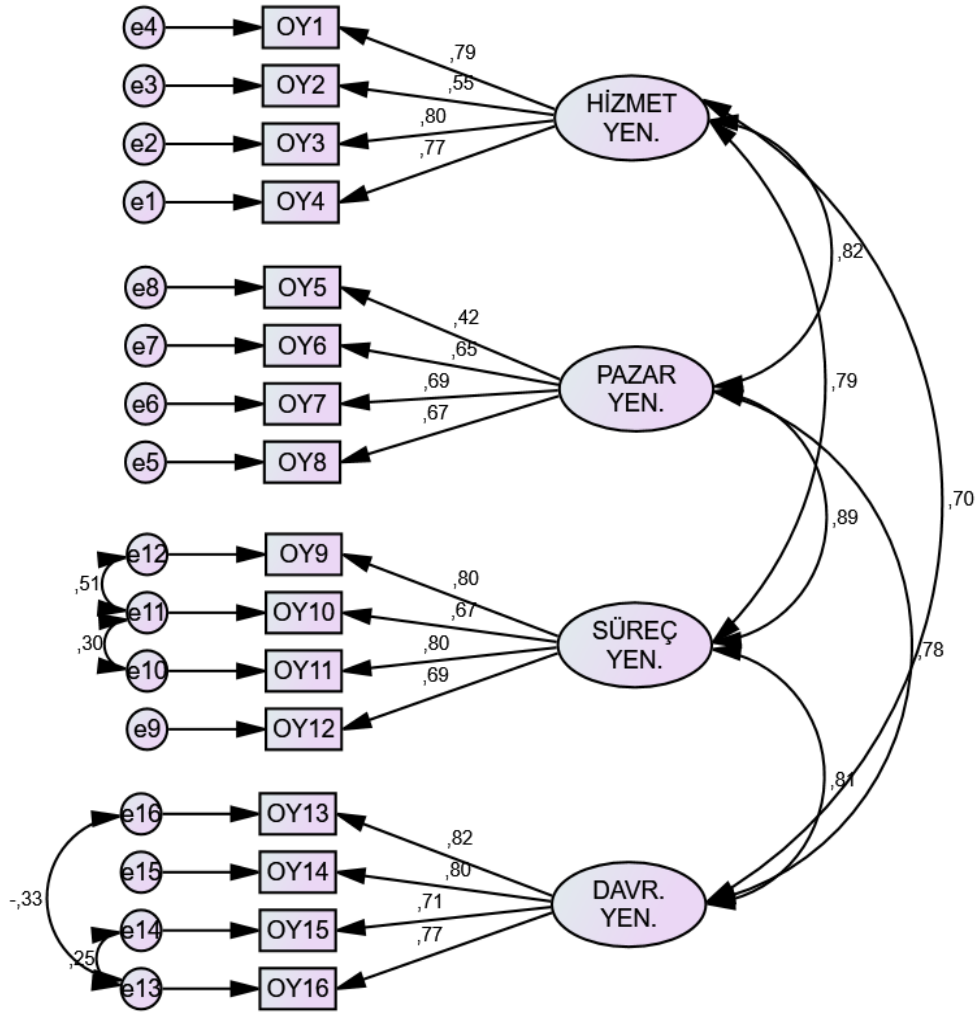 e4
OY1
,79
e3
OY2
,55
e2
OY3
,80
e1
OY4
,77
HİZMET
YEN.
,82
e8
OY5
,42
e7
OY6
,65
e6
OY7
,69
e5
OY8
,67
PAZAR
YEN.
,79
,70
,89
e12
OY9
,80
,51
e11
OY10
,67
,30
e10
OY11
,80
e9
OY12
,69
SÜREÇ
YEN.
,78
,81
e16
OY13
,82
e15
OY14
,80
-,33
e14
OY15
,71
,25
e13
OY16
,77
DAVR.
YEN.